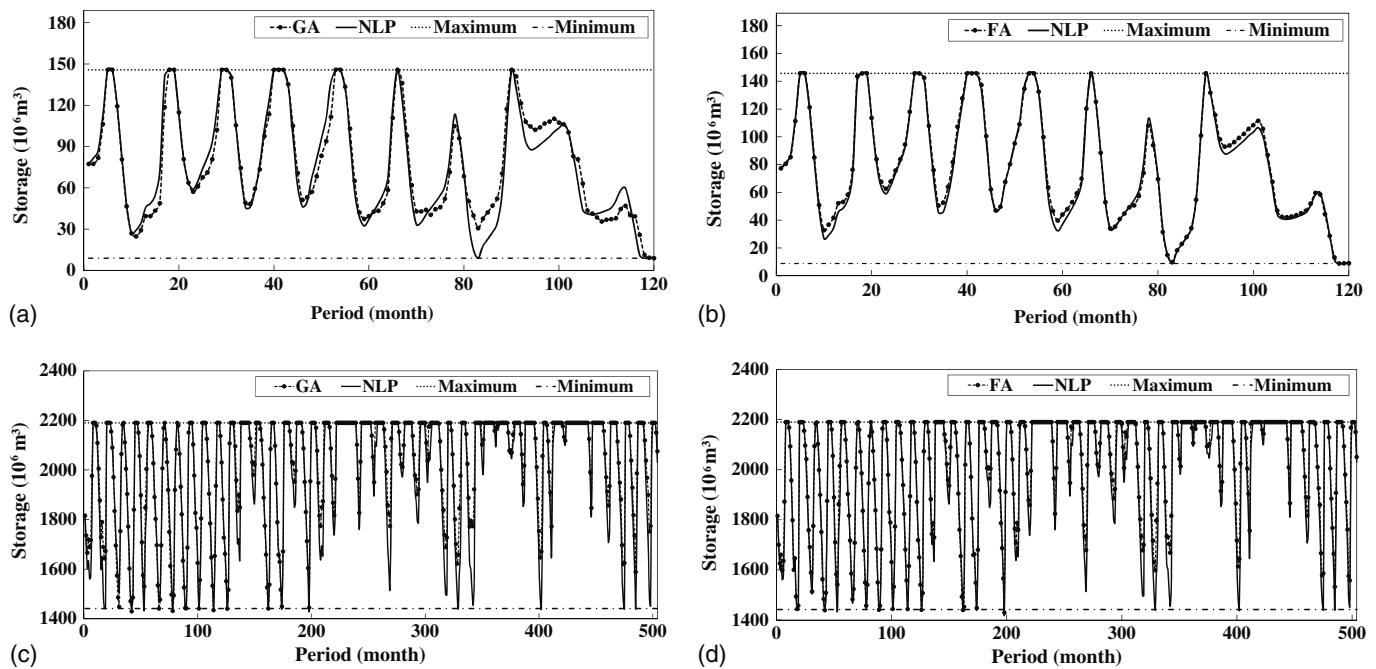 GA NLP Maximum Minimum
Storage (10⁶m³)
180
150
120
90
60
30
0
0 20 40 60 80 100 120
Period (month)
(a)
FA NLP Maximum Minimum
Storage (10⁶m³)
180
160
140
120
100
80
60
40
20
0
0 20 40 60 80 100 120
Period (month)
(b)
GA NLP Maximum Minimum
Storage (10⁶ m³)
2400
2200
2000
1800
1600
1400
0 100 200 300 400 500
Period (month)
(c)
FA NLP Maximum Minimum
Storage (10⁶m³)
2400
2200
2000
1800
1600
1400
0 100 200 300 400 500
Period (month)
(d)